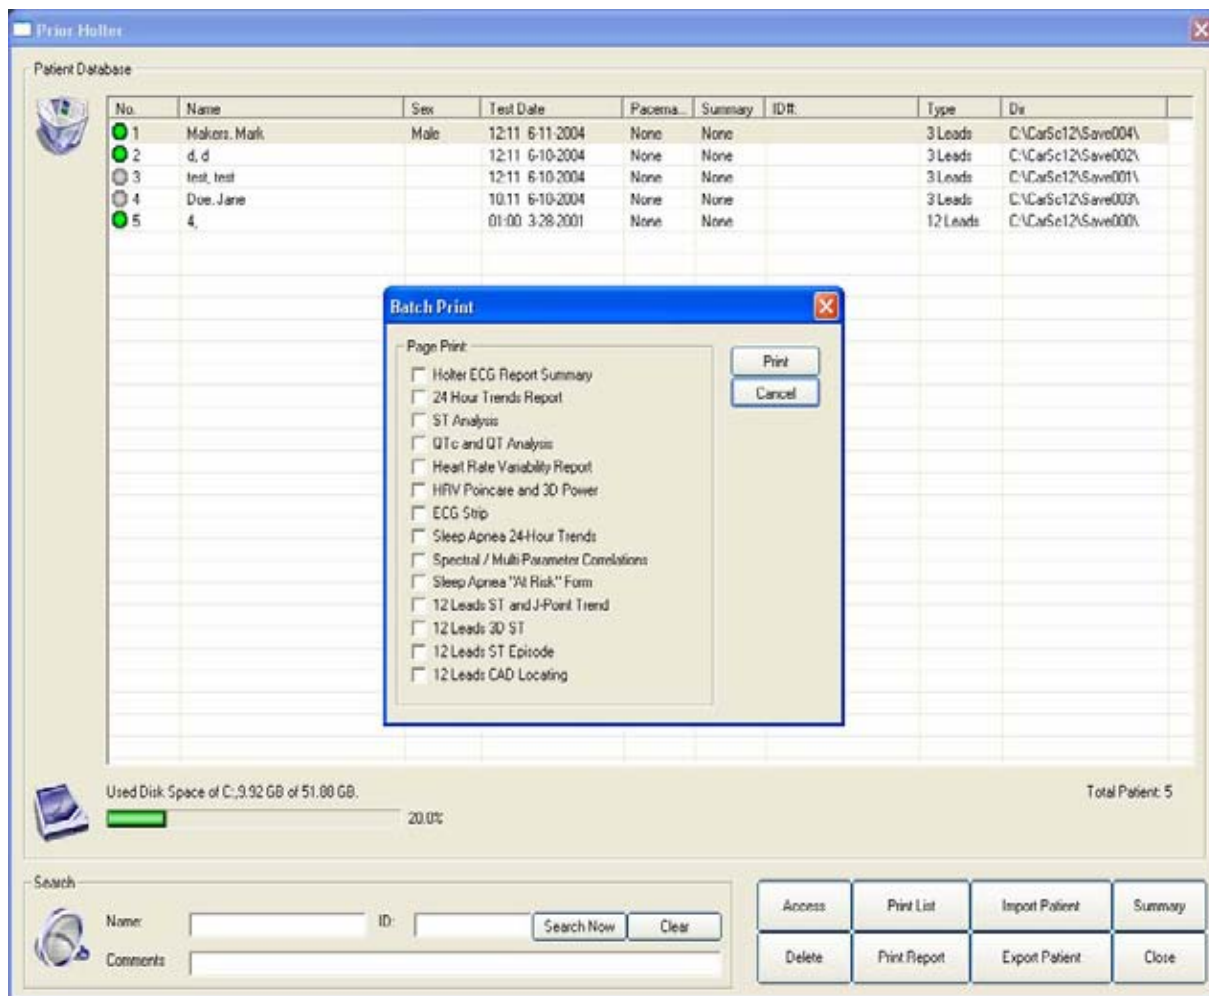 Prior Holter
Patient Database
No. Name Sex Test Date Pacema... Summary ID#: Type Dir
1 Makers, Mark Male 12:11 6-11-2004 None None 3 Leads C:\CarSc12\Save004\
2 d, d 12:11 6-10-2004 None None 3 Leads C:\CarSc12\Save002\
3 test, test 12:11 6-10-2004 None None 3 Leads C:\CarSc12\Save001\
4 Doe, Jane 10:11 6-10-2004 None None 3 Leads C:\CarSc12\Save003\
5 4, 01:00 3-28-2001 None None 12 Leads C:\CarSc12\Save000\
Batch Print
Page Print
Print
Cancel
Holter ECG Report Summary
24 Hour Trends Report
ST Analysis
QTc and QT Analysis
Heart Rate Variability Report
HRV Poincare and 3D Power
ECG Strip
Sleep Apnea 24-Hour Trends
Spectral / Multi-Parameter Correlations
Sleep Apnea "At Risk" Form
12 Leads ST and J-Point Trend
12 Leads 3D ST
12 Leads ST Episode
12 Leads CAD Locating
Used Disk Space of C:,9.92 GB of 51.88 GB. Total Patient: 5
20.0%
Search
Name: ID: Search Now Clear
Comments
Access Print List Import Patient Summary
Delete Print Report Export Patient Close